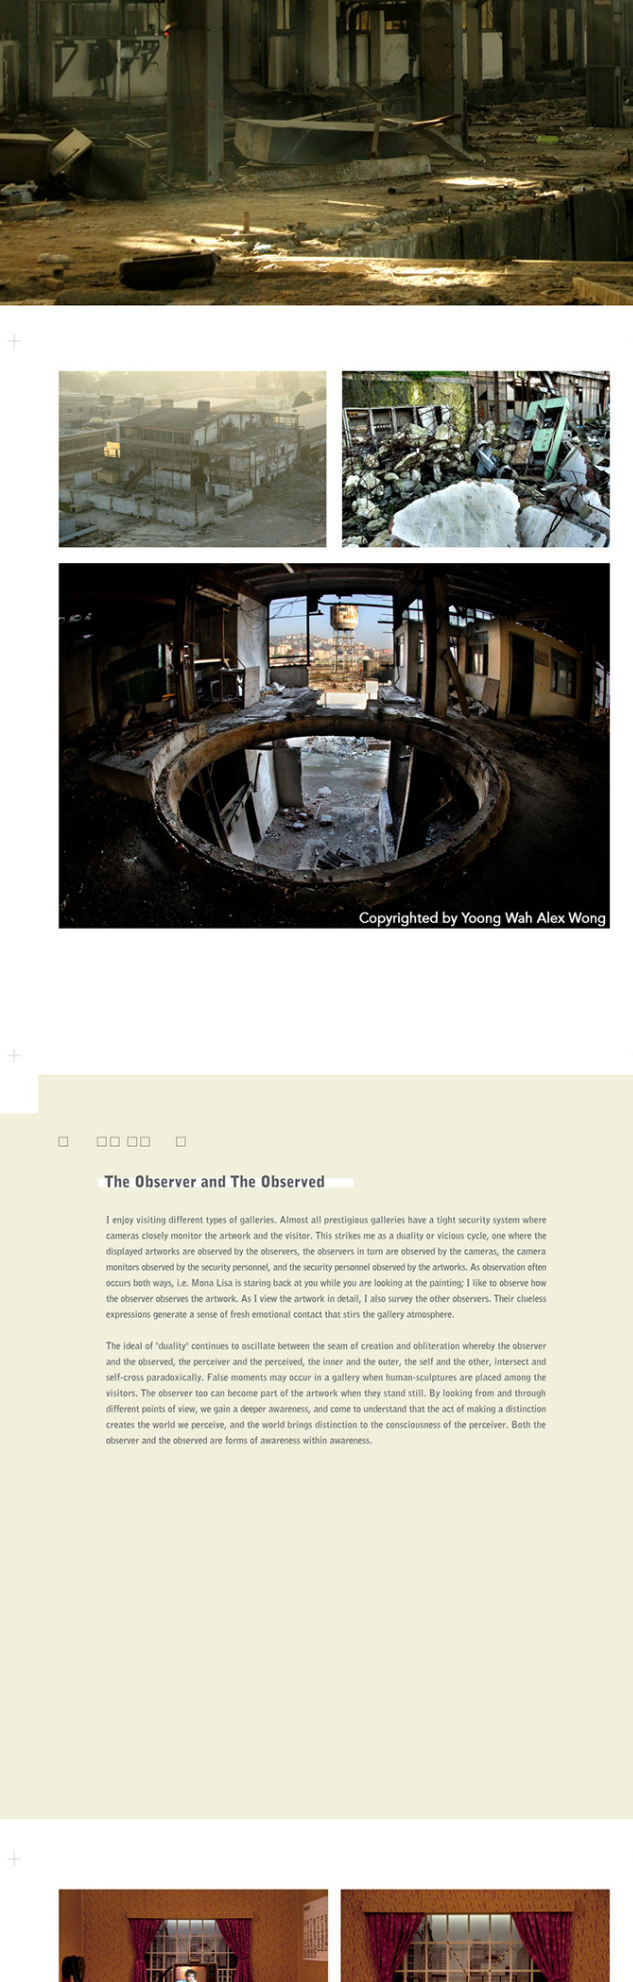 Copyrighted by Yoong Wah Alex Wong
The Observer and The Observed
I enjoy visiting different types of galleries. Almost all prestigious galleries have a tight security system where
cameras closely monitor the artwork and the visitor. This strikes me as a duality or vicious cycle, one where the
displayed artworks are observed by the observers, the observers in turn are observed by the cameras, the camera
monitors observed by the security personnel, and the security personnel observed by the artworks. As observation often
occurs both ways, i.e. Mona Lisa is staring back at you while you are looking at the painting; I like to observe how
the observer observes the artwork. As I view the artwork in detail, I also survey the other observers. Their clueless
expressions generate a sense of fresh emotional contact that stirs the gallery atmosphere.
The ideal of "duality" continues to oscillate between the seam of creation and obliteration whereby the observer
and the observed, the perceiver and the perceived, the inner and the outer, the self and the other, intersect and
self-cross paradoxically. False moments may occur in a gallery when human-sculptures are placed among the
visitors. The observer too can become part of the artwork when they stand still. By looking from and through
different points of view, we gain a deeper awareness, and come to understand that the act of making a distinction
creates the world we perceive, and the world brings distinction to the consciousness of the perceiver. Both the
observer and the observed are forms of awareness within awareness.